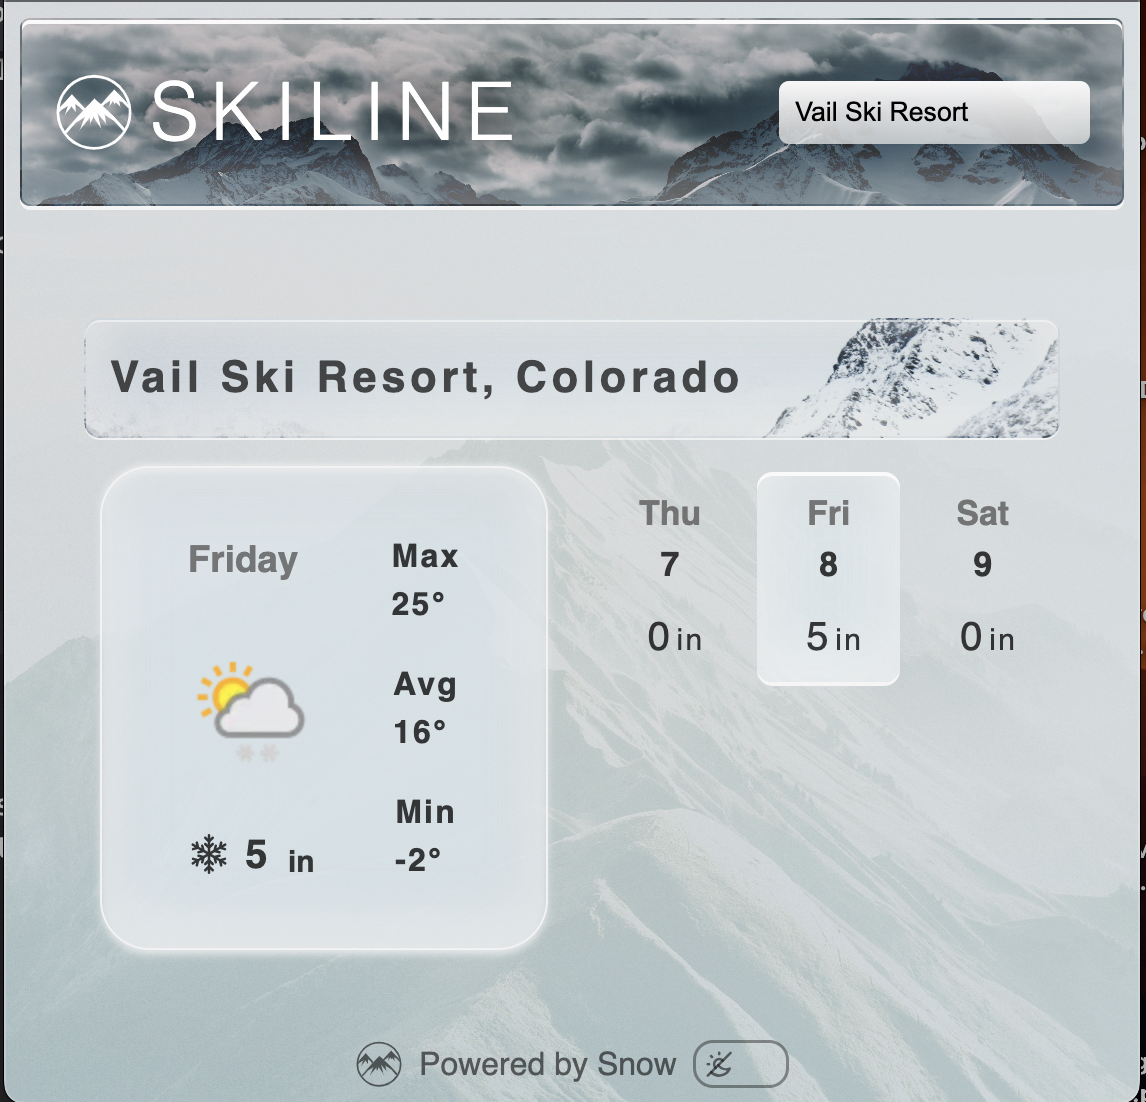 SKILINE
Vail Ski Resort
Vail Ski Resort, Colorado
Friday
Max
25°
Avg
16°
Min
-2°
5 in
Thu
7
0 in
Fri
8
5 in
Sat
9
0 in
Powered by Snow